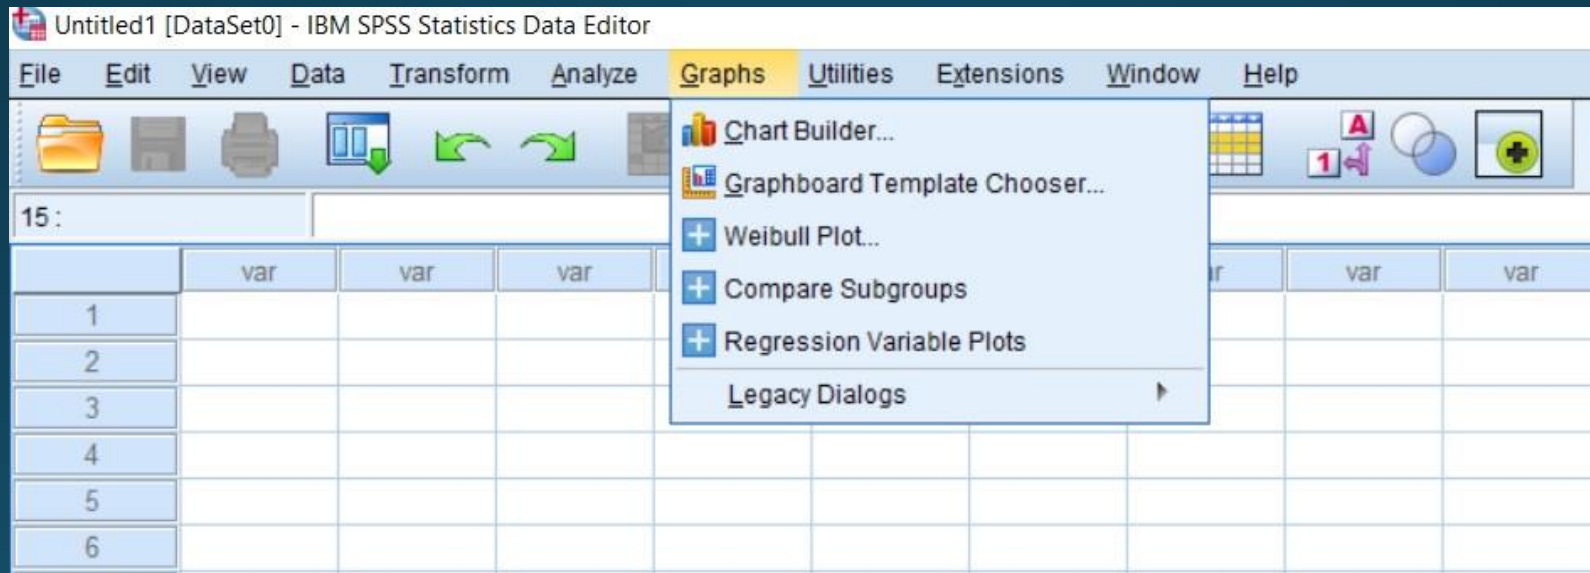 Untitled1 [DataSet0] - IBM SPSS Statistics Data Editor
File Edit View Data Transform Analyze Graphs Utilities Extensions Window Help
Chart Builder...
A
1
Graphboard Template Chooser...
15 :
Weibull Plot...
var var var var var
Compare Subgroups
1
2
Regression Variable Plots
3
Legacy Dialogs
4
5
6